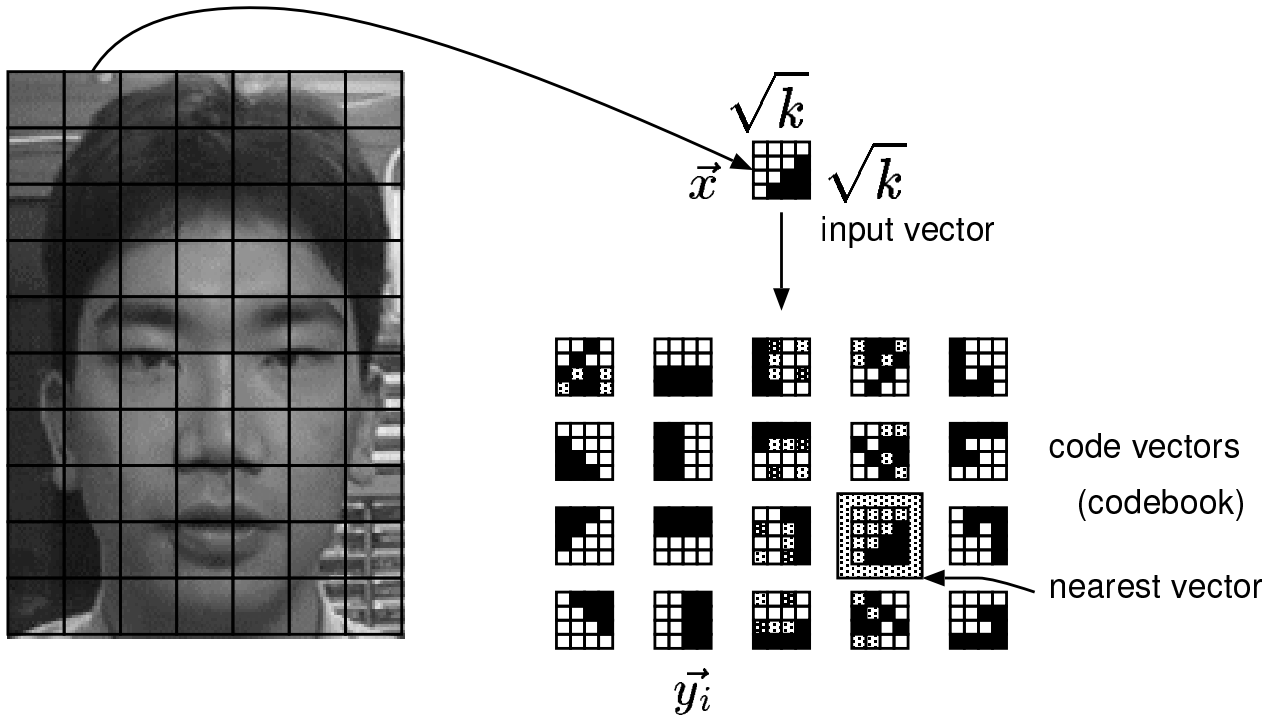 √k
x⃗
√k
input vector
code vectors
(codebook)
nearest vector
y⃗ᵢ